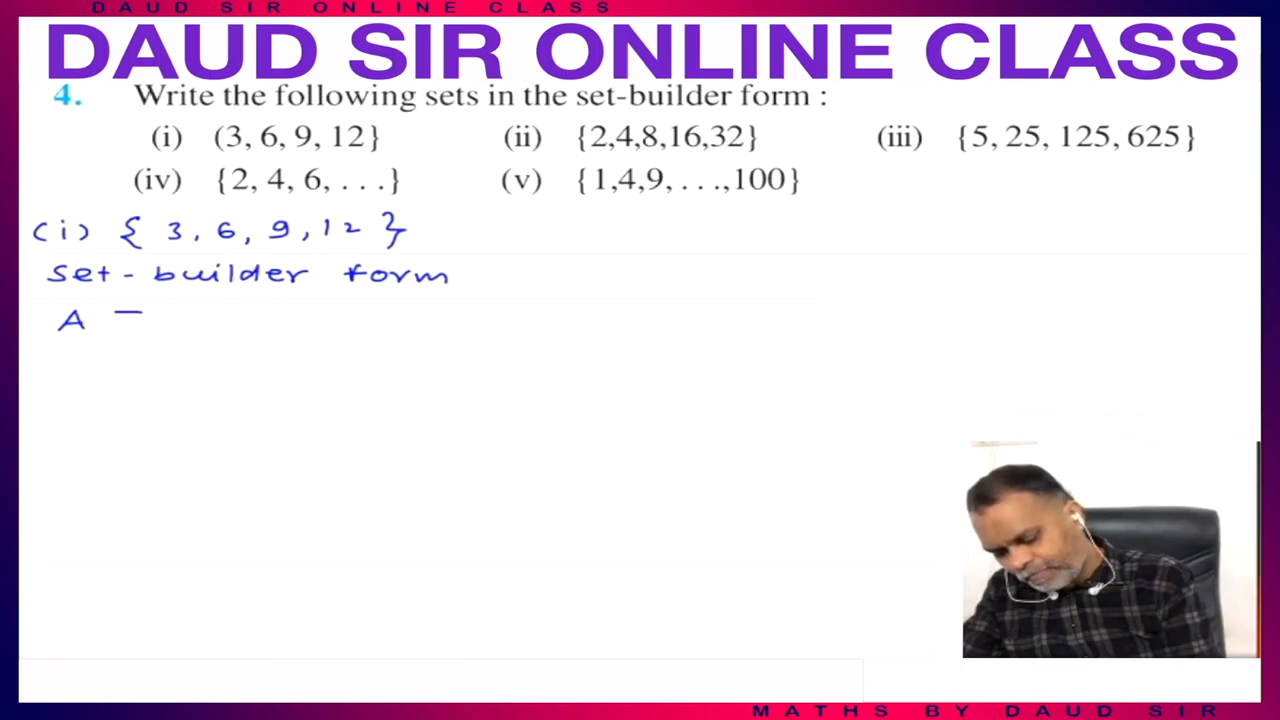 DAUD SIR ONLINE CLASS
DAUD SIR ONLINE CLASS
4. Write the following sets in the set-builder form :
(i) (3, 6, 9, 12} (ii) {2,4,8,16,32} (iii) {5, 25, 125, 625}
(iv) {2, 4, 6, . . .} (v) {1,4,9, . . .,100}
(i) { 3, 6, 9, 12 }
Set-builder form
A −
MATHS BY DAUD SIR